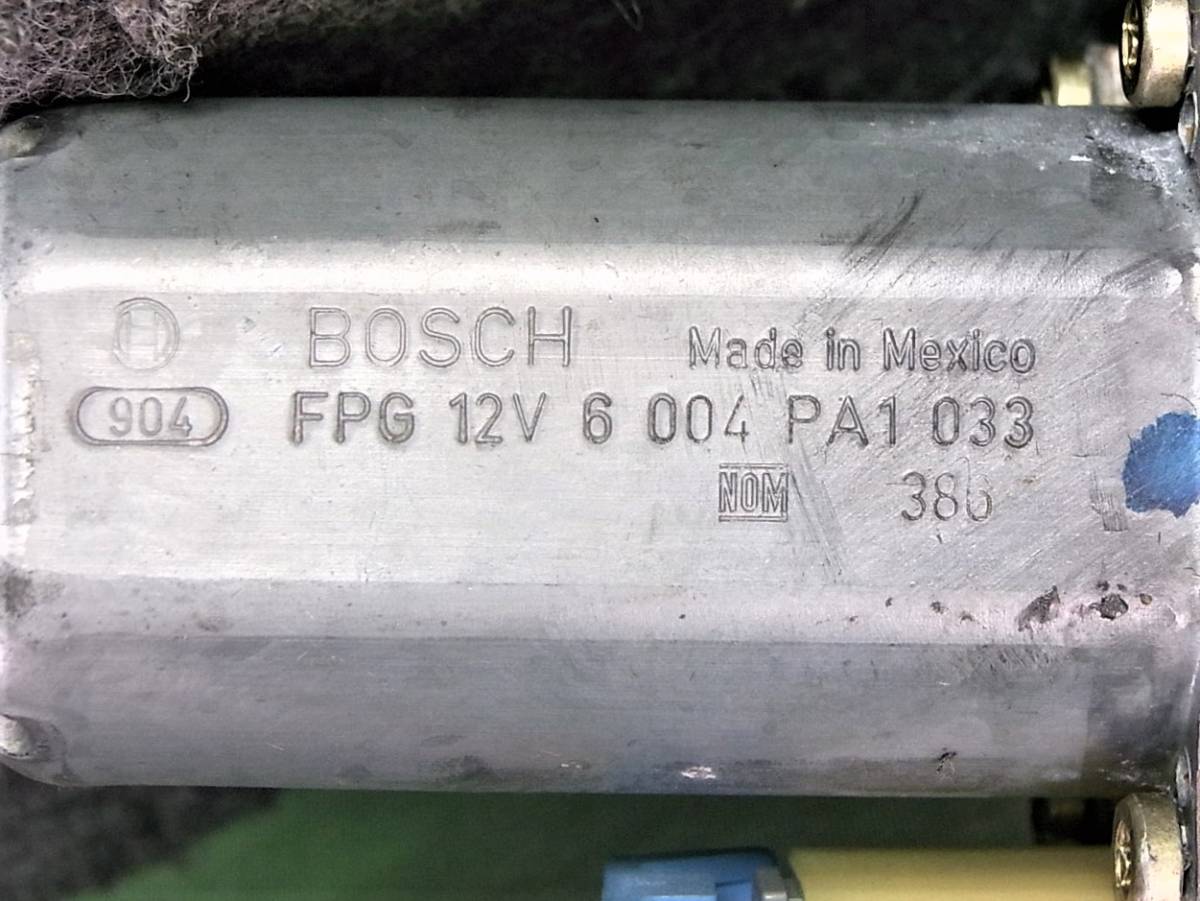 BOSCH Made in Mexico
904 FPG 12V 6 004 PA1 033
NOM 386